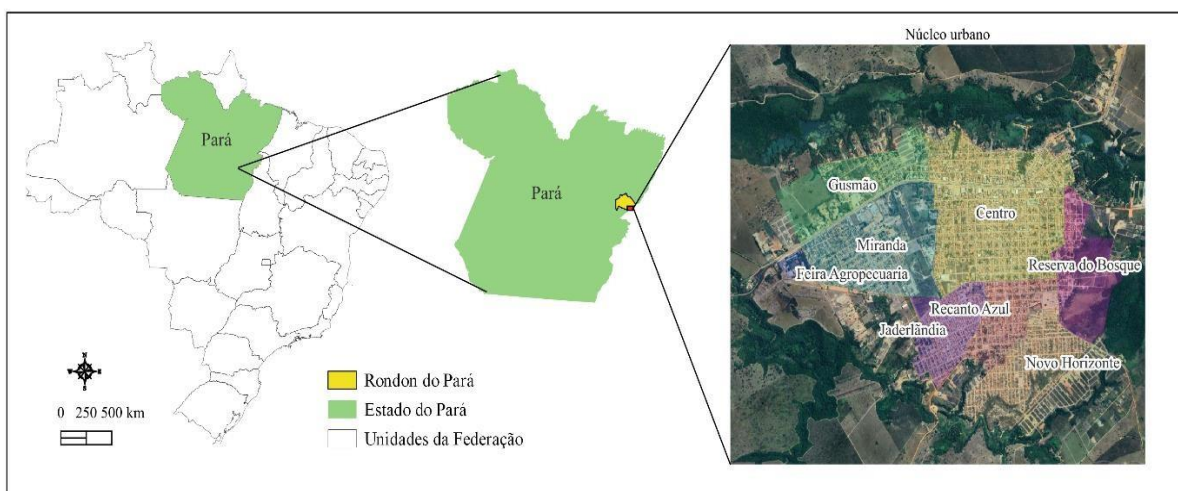 Núcleo urbano
Pará
Pará
Gusmão
Centro
Miranda
Reserva do Bosque
Feira Agropecuaria
Recanto Azul
Jaderlândia
Novo Horizonte
N
S
0 250 500 km
Rondon do Pará
Estado do Pará
Unidades da Federação